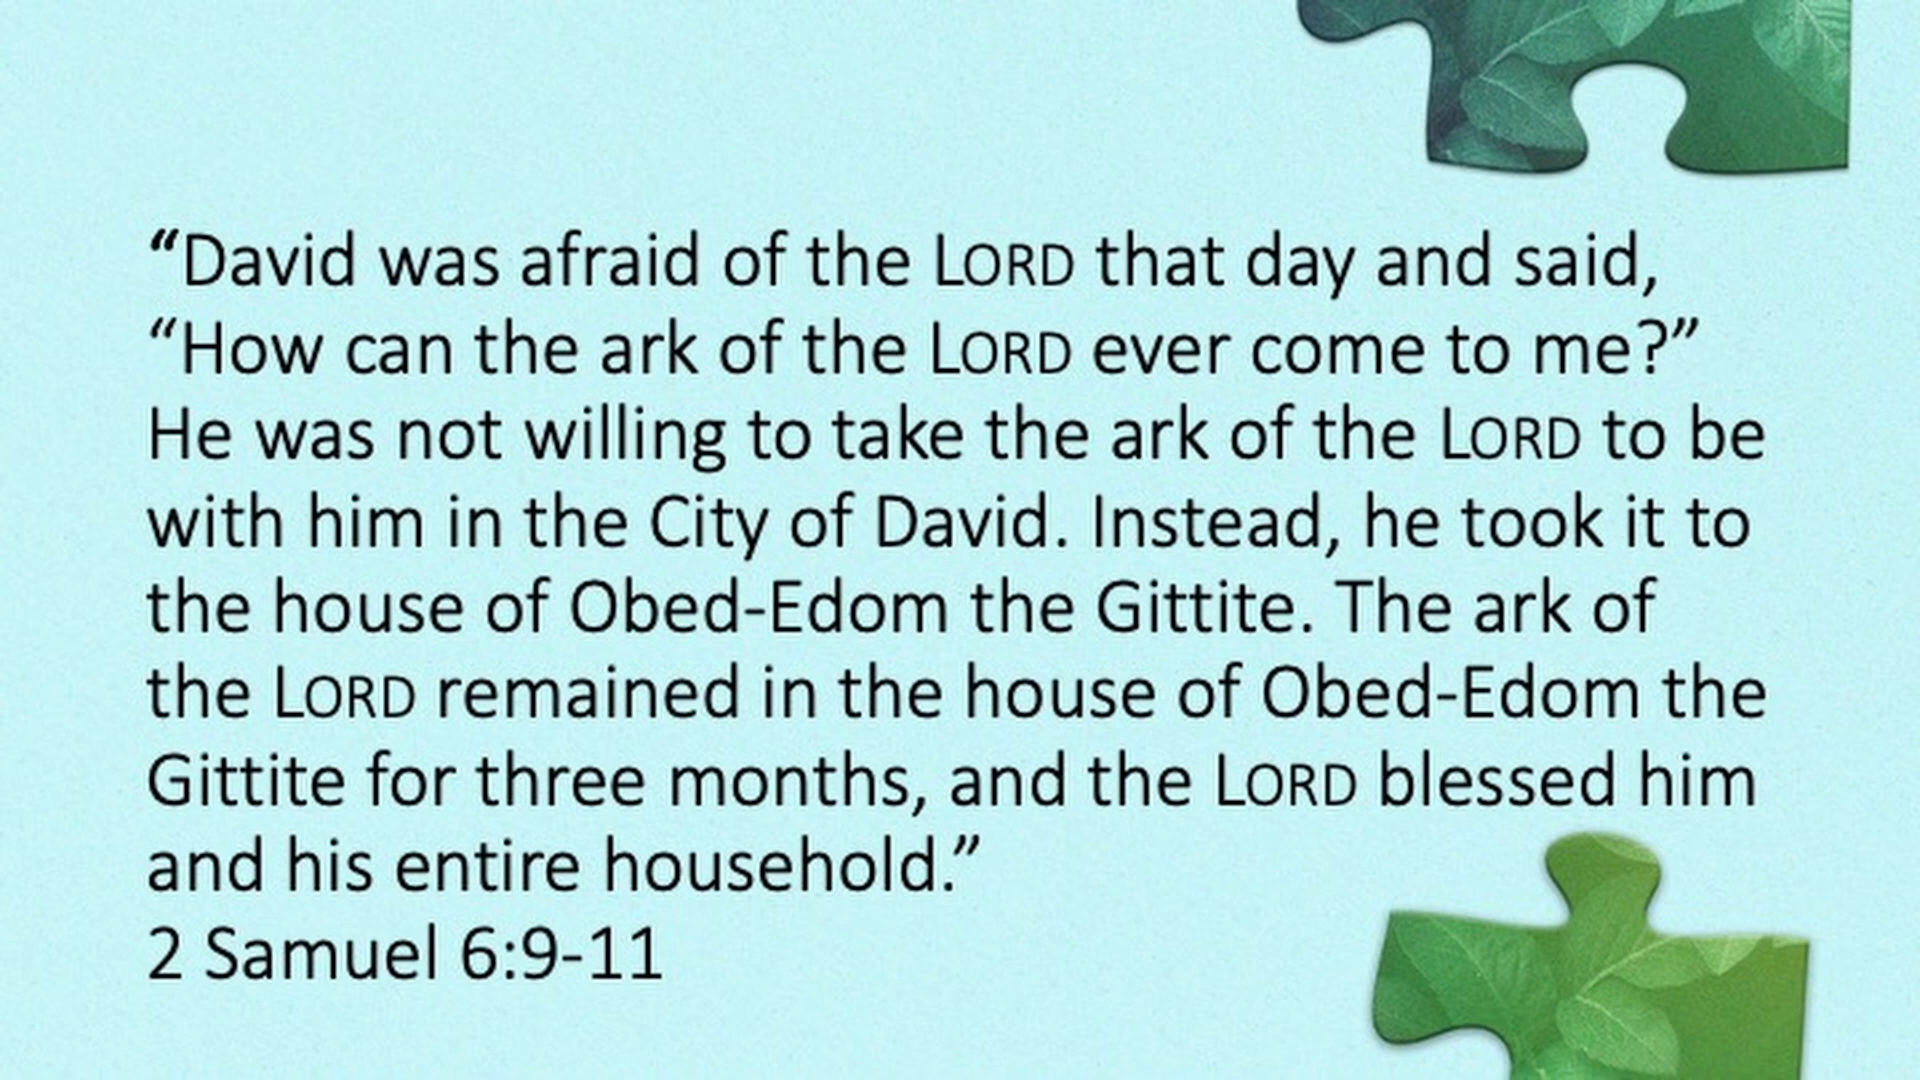 “David was afraid of the LORD that day and said,
“How can the ark of the LORD ever come to me?”
He was not willing to take the ark of the LORD to be
with him in the City of David. Instead, he took it to
the house of Obed-Edom the Gittite. The ark of
the LORD remained in the house of Obed-Edom the
Gittite for three months, and the LORD blessed him
and his entire household.”
2 Samuel 6:9-11